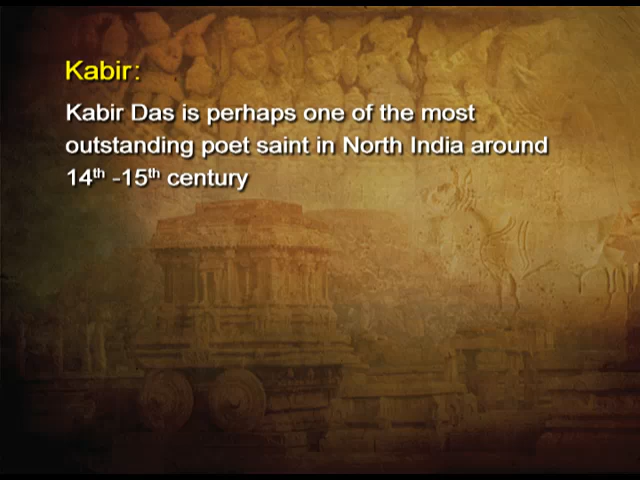 Kabir:
Kabir Das is perhaps one of the most
outstanding poet saint in North India around
14th -15th century